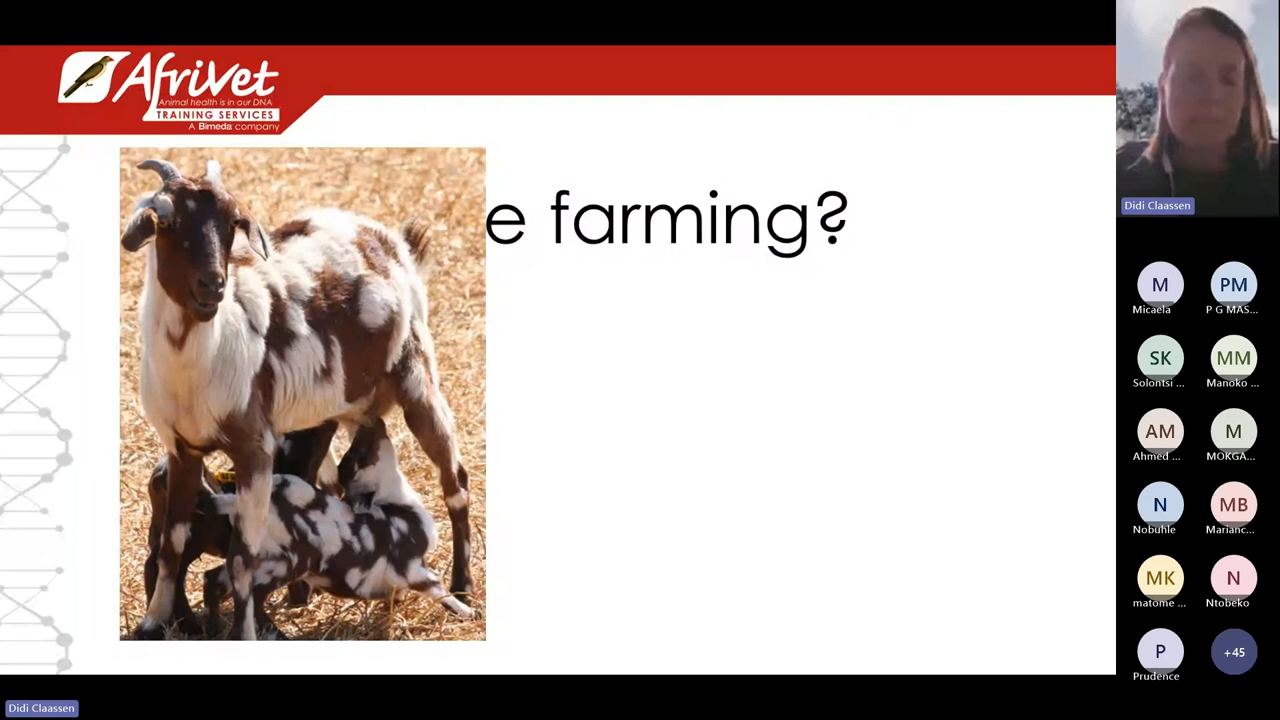 AfriVet
Animal health is in our DNA
TRAINING SERVICES
A Bimeda company
e farming?
Didi Claassen
M
PM
Micaela
P G MAS...
SK
MM
Solontsi ...
Manoko ...
AM
M
Ahmed ...
MOKGA...
N
MB
Nobuhle
Marianc...
MK
N
matome ...
Ntobeko
P
+45
Prudence
Didi Claassen